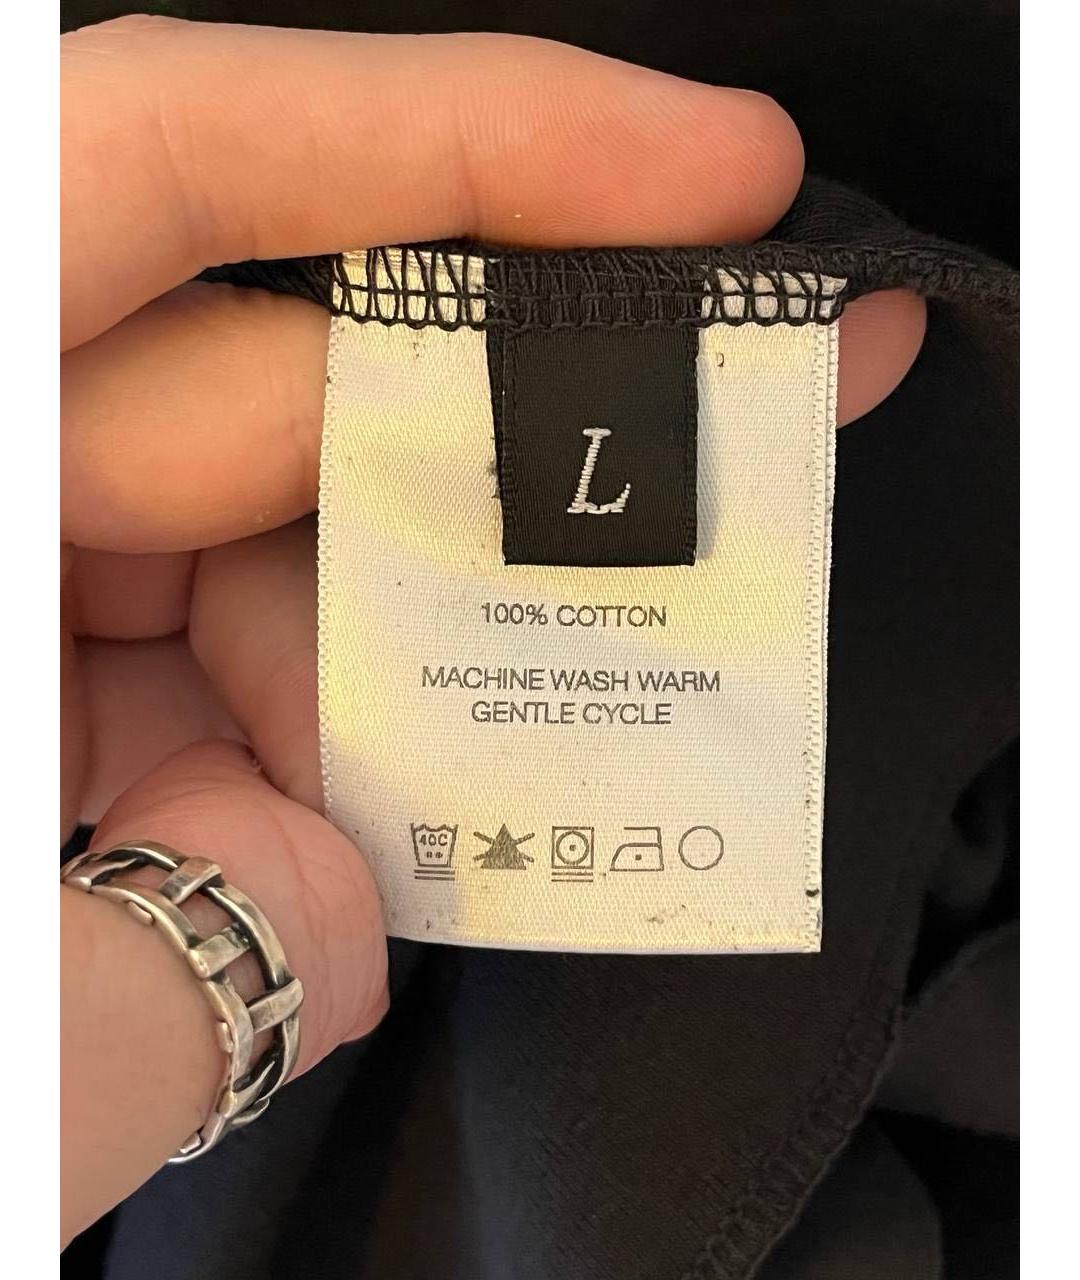 L
100% COTTON
MACHINE WASH WARM
GENTLE CYCLE
40C